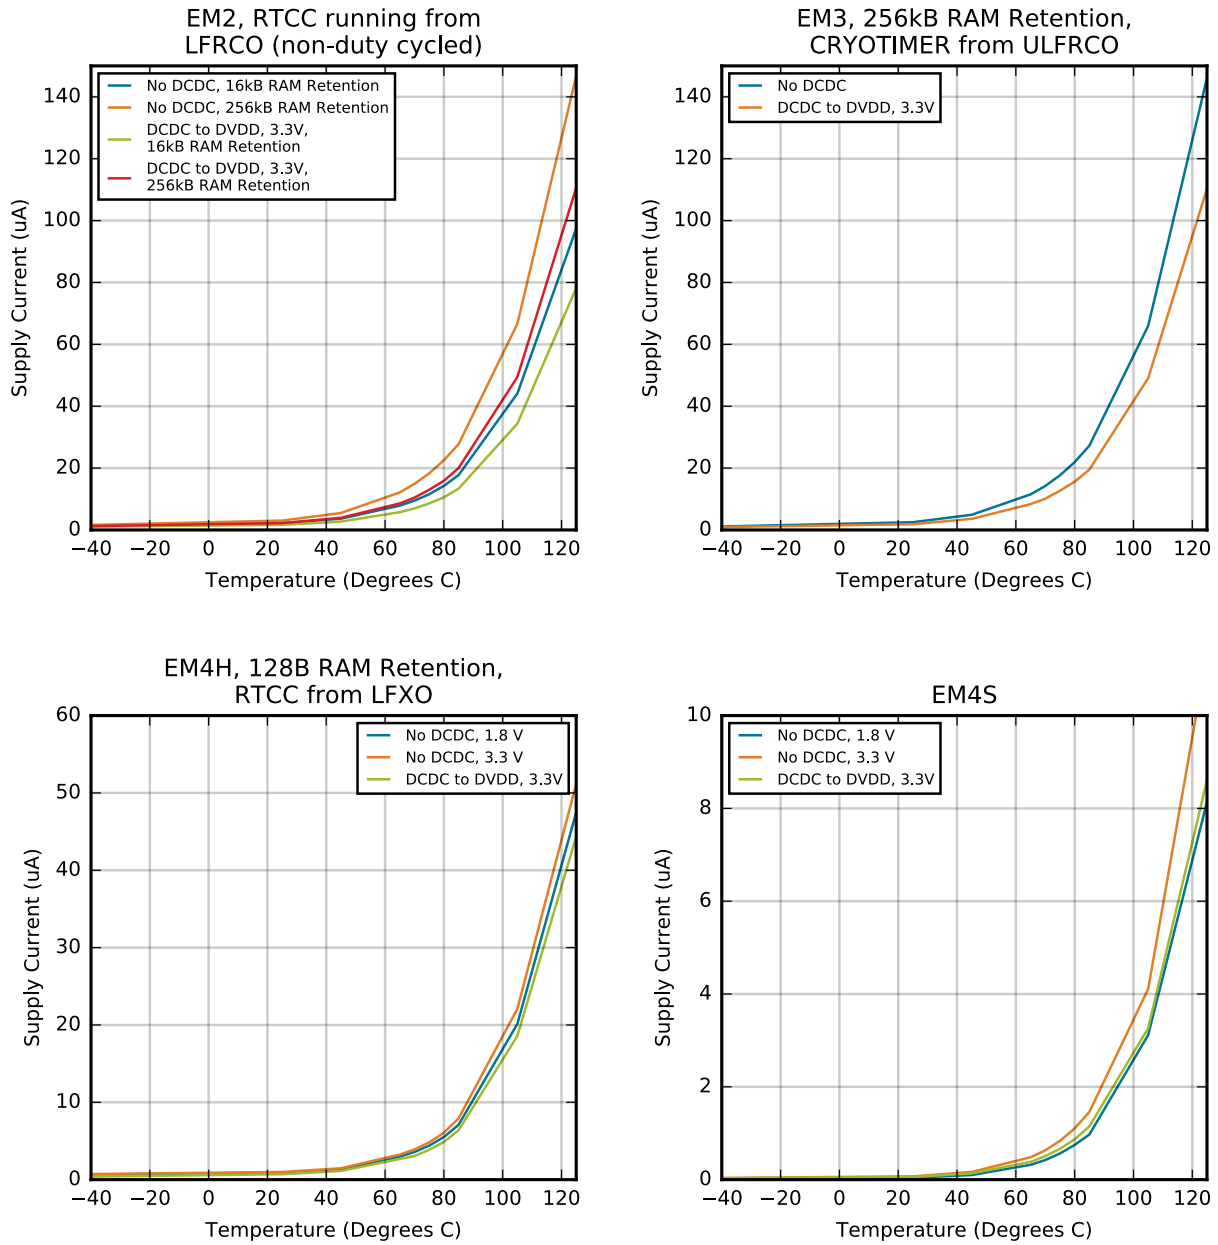 EM2, RTCC running from
LFRCO (non-duty cycled)
No DCDC, 16kB RAM Retention
No DCDC, 256kB RAM Retention
DCDC to DVDD, 3.3V,
16kB RAM Retention
DCDC to DVDD, 3.3V,
256kB RAM Retention
140
120
100
80
60
40
20
0
Supply Current (uA)
−40 −20 0 20 40 60 80 100 120
Temperature (Degrees C)
EM3, 256kB RAM Retention,
CRYOTIMER from ULFRCO
No DCDC
DCDC to DVDD, 3.3V
140
120
100
80
60
40
20
0
Supply Current (uA)
−40 −20 0 20 40 60 80 100 120
Temperature (Degrees C)
EM4H, 128B RAM Retention,
RTCC from LFXO
No DCDC, 1.8 V
No DCDC, 3.3 V
DCDC to DVDD, 3.3V
60
50
40
30
20
10
0
Supply Current (uA)
−40 −20 0 20 40 60 80 100 120
Temperature (Degrees C)
EM4S
No DCDC, 1.8 V
No DCDC, 3.3 V
DCDC to DVDD, 3.3V
10
8
6
4
2
0
Supply Current (uA)
−40 −20 0 20 40 60 80 100 120
Temperature (Degrees C)